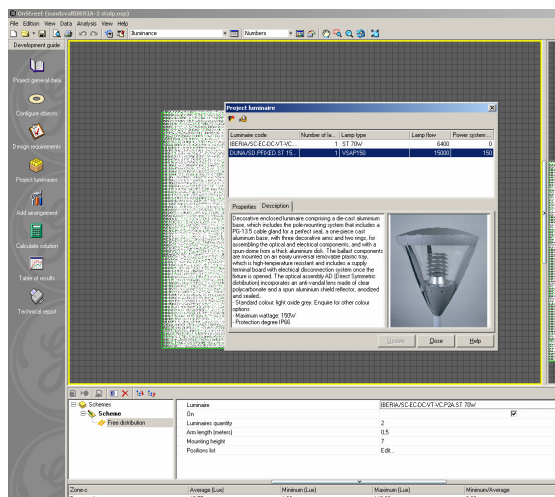 OnStreet (sundsvallIBERIA-3 stolp.osp)
File Edition View Data Analysis View Help
Iluminance
Numbers
Development guide
Project general data
Configure objects
Design requirements
Project luminaries
Add arrangement
Calculate solution
Table of results
Technical report
Project luminaire
Luminaire code Number of la... Lamp type Lamp flow Power system ...
IBERIA/SC-EC-DC-VT-VC... 1 ST 70W 6400 0
DUNA/SD.PFIXED.ST 15... 1 VSAP150 15000 150
Properties Description
Decorative enclosed luminaire comprising a die-cast aluminium
base, which includes the pole-mounting system that includes a
PG-13.5 cable gland for a perfect seal, a one-piece cast
aluminum base, with three decorative arms and two rings, for
assembling the optical and electrical components, and with a
spun-dome from a thick aluminium disk. The ballast components
are mounted on an easily universal removable plastic tray,
which is high-temperature resistant and includes a supply
terminal board with electrical disconnection system once the
fixture is opened. The optical assembly AD (Direct Symmetric
distribution) incorporates an anti-vandal lens made of clear
polycarbonate and a spun aluminium shield reflector, anodized
and sealed.
- Standard colour: light oxide grey. Enquire for other colour
options
- Maximum wattage: 150W
- Protection degree IP66
Update Close Help
Schemes
Scheme
Free distribution
Luminaire IBERIA/SC-EC-DC-VT-VC.P2A.ST 70W
On
Luminaires quantity 2
Arm length (meters) 0,5
Mounting height 7
Positions list Edit...
Zone-c Average (Lux) Minimum (Lux) Maximum (Lux) Minimum/Average